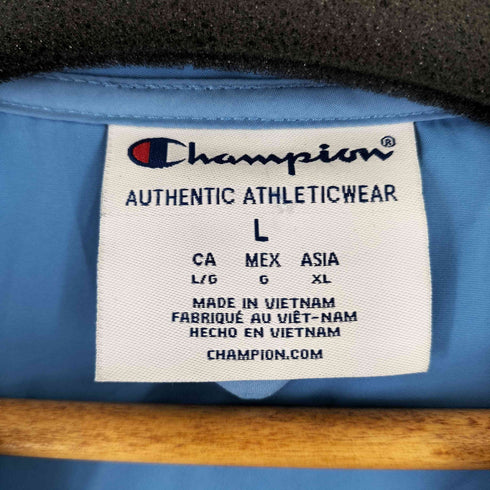 Champion®
AUTHENTIC ATHLETICWEAR
L
CA MEX ASIA
L/G G XL
MADE IN VIETNAM
FABRIQUÉ AU VIÊT-NAM
HECHO EN VIETNAM
CHAMPION.COM